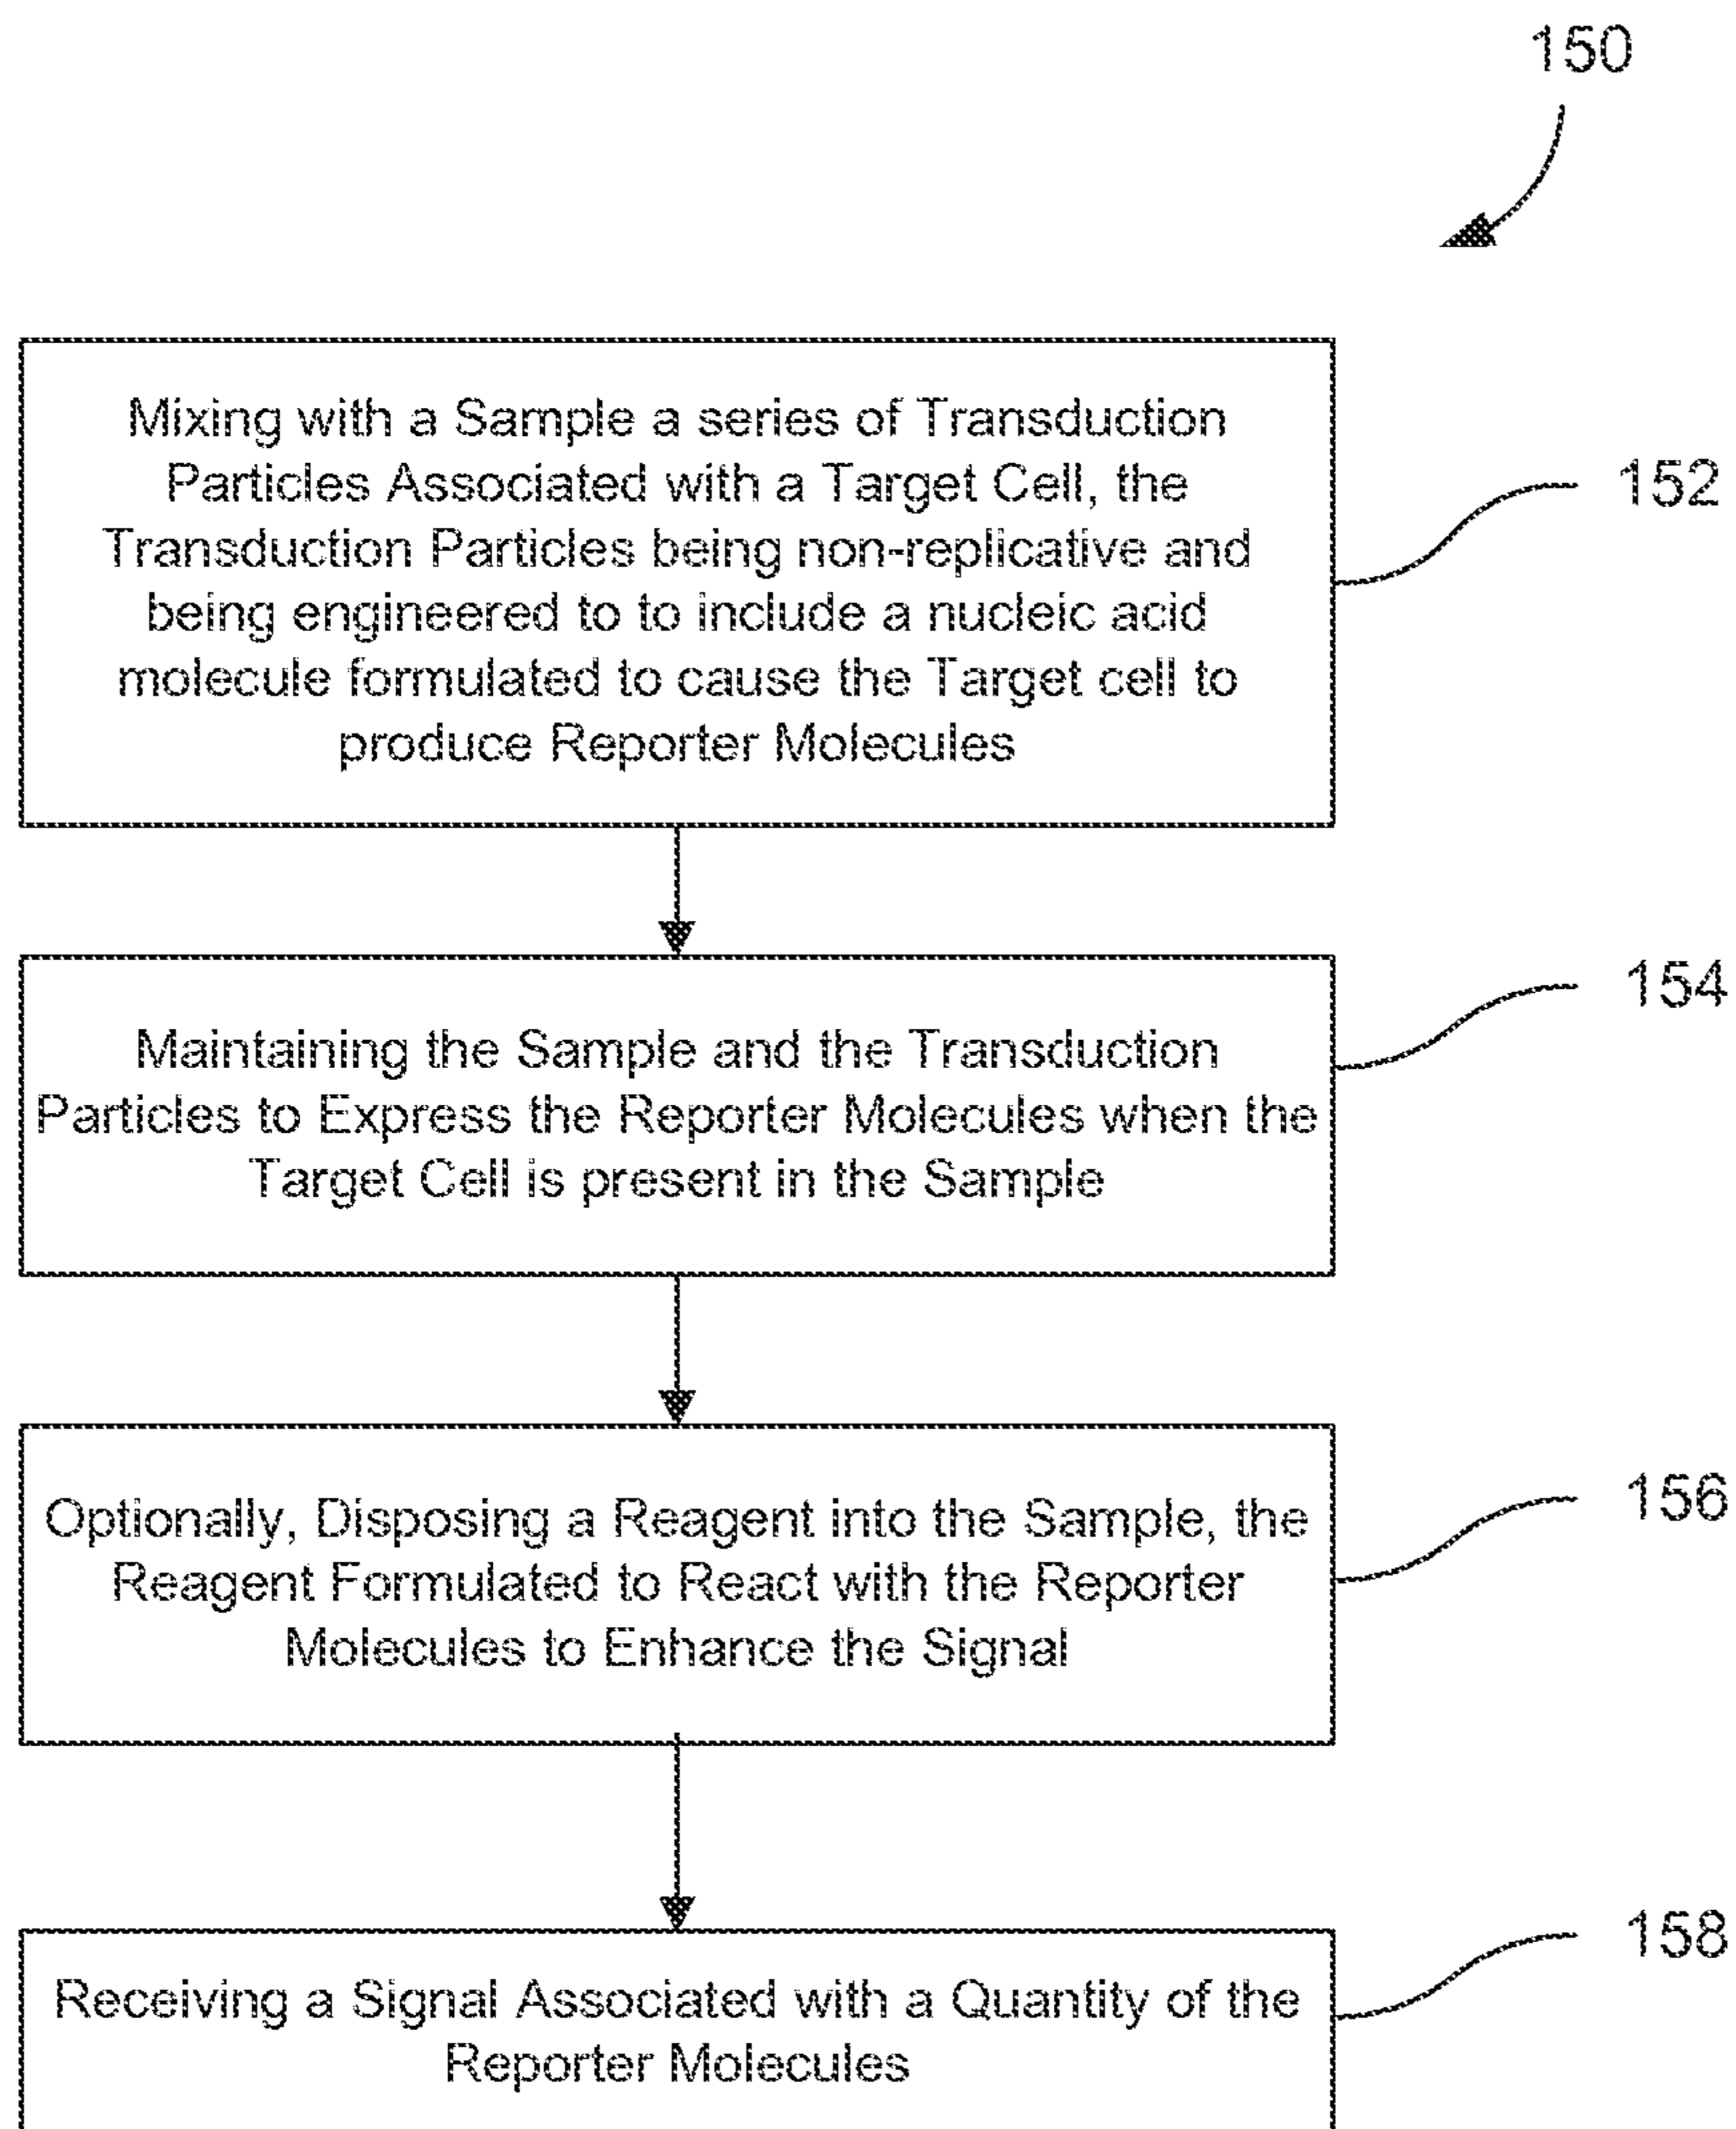 150
Mixing with a Sample a series of Transduction
Particles Associated with a Target Cell, the
Transduction Particles being non-replicative and
being engineered to to include a nucleic acid
molecule formulated to cause the Target cell to
produce Reporter Molecules
152
Maintaining the Sample and the Transduction
Particles to Express the Reporter Molecules when the
Target Cell is present in the Sample
154
Optionally, Disposing a Reagent into the Sample, the
Reagent Formulated to React with the Reporter
Molecules to Enhance the Signal
156
Receiving a Signal Associated with a Quantity of the
Reporter Molecules
158